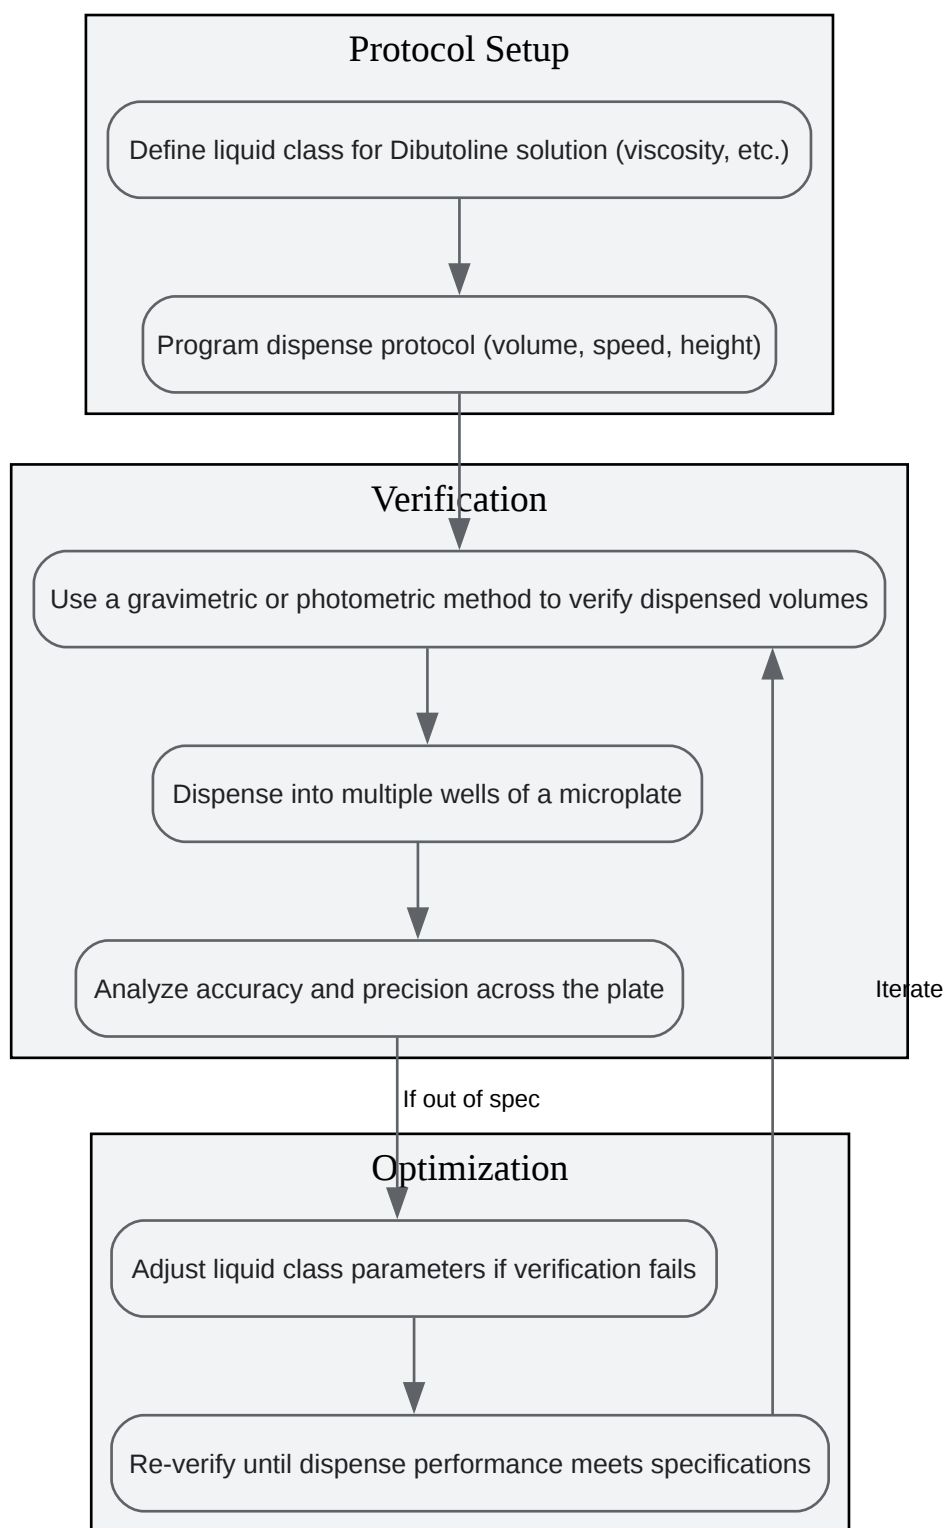 Protocol Setup
Define liquid class for Dibutoline solution (viscosity, etc.)
Program dispense protocol (volume, speed, height)
Verification
Use a gravimetric or photometric method to verify dispensed volumes
Dispense into multiple wells of a microplate
Analyze accuracy and precision across the plate
Iterate
If out of spec
Optimization
Adjust liquid class parameters if verification fails
Re-verify until dispense performance meets specifications